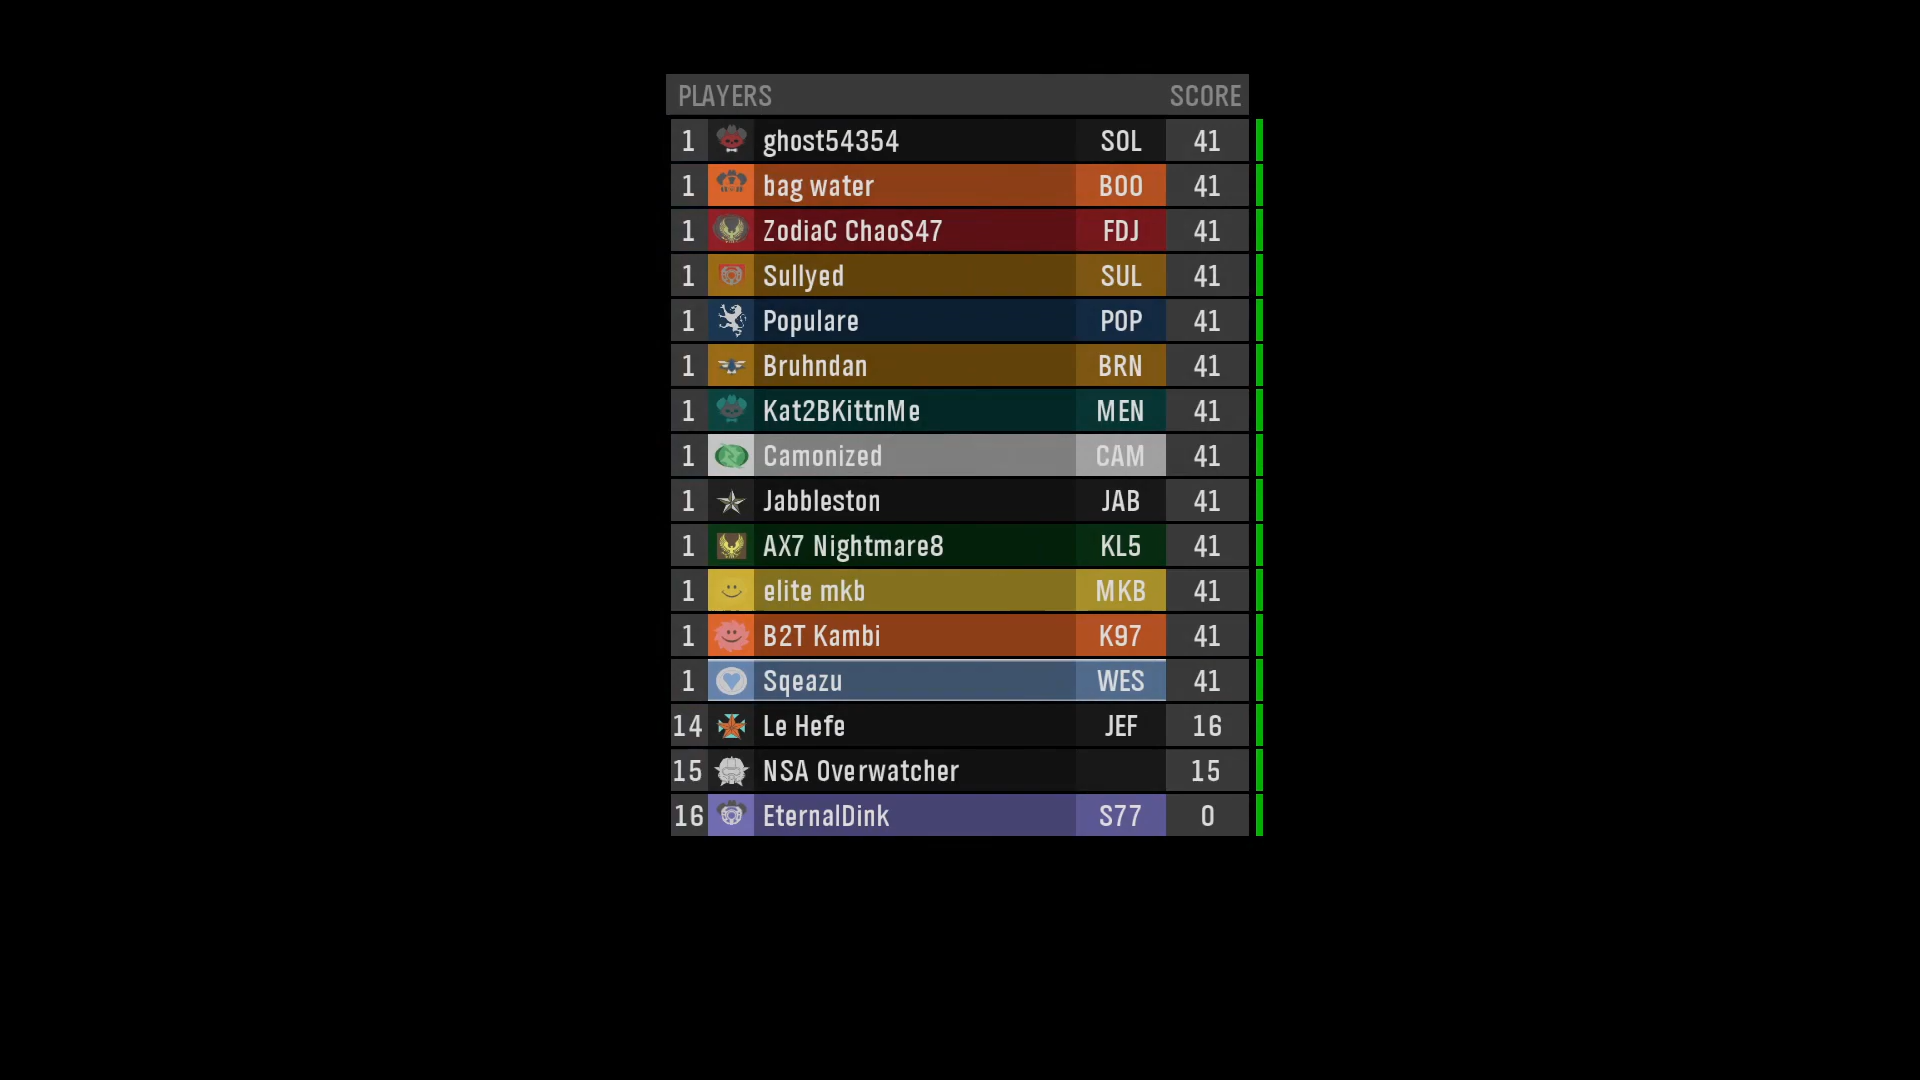 PLAYERS SCORE
1 ghost54354 SOL 41
1 bag water BOO 41
1 ZodiaC ChaoS47 FDJ 41
1 Sullyed SUL 41
1 Populare POP 41
1 Bruhndan BRN 41
1 Kat2BKittnMe MEN 41
1 Camonized CAM 41
1 Jabbleston JAB 41
1 AX7 Nightmare8 KL5 41
1 elite mkb MKB 41
1 B2T Kambi K97 41
1 Sqeazu WES 41
14 Le Hefe JEF 16
15 NSA Overwatcher 15
16 EternalDink S77 0